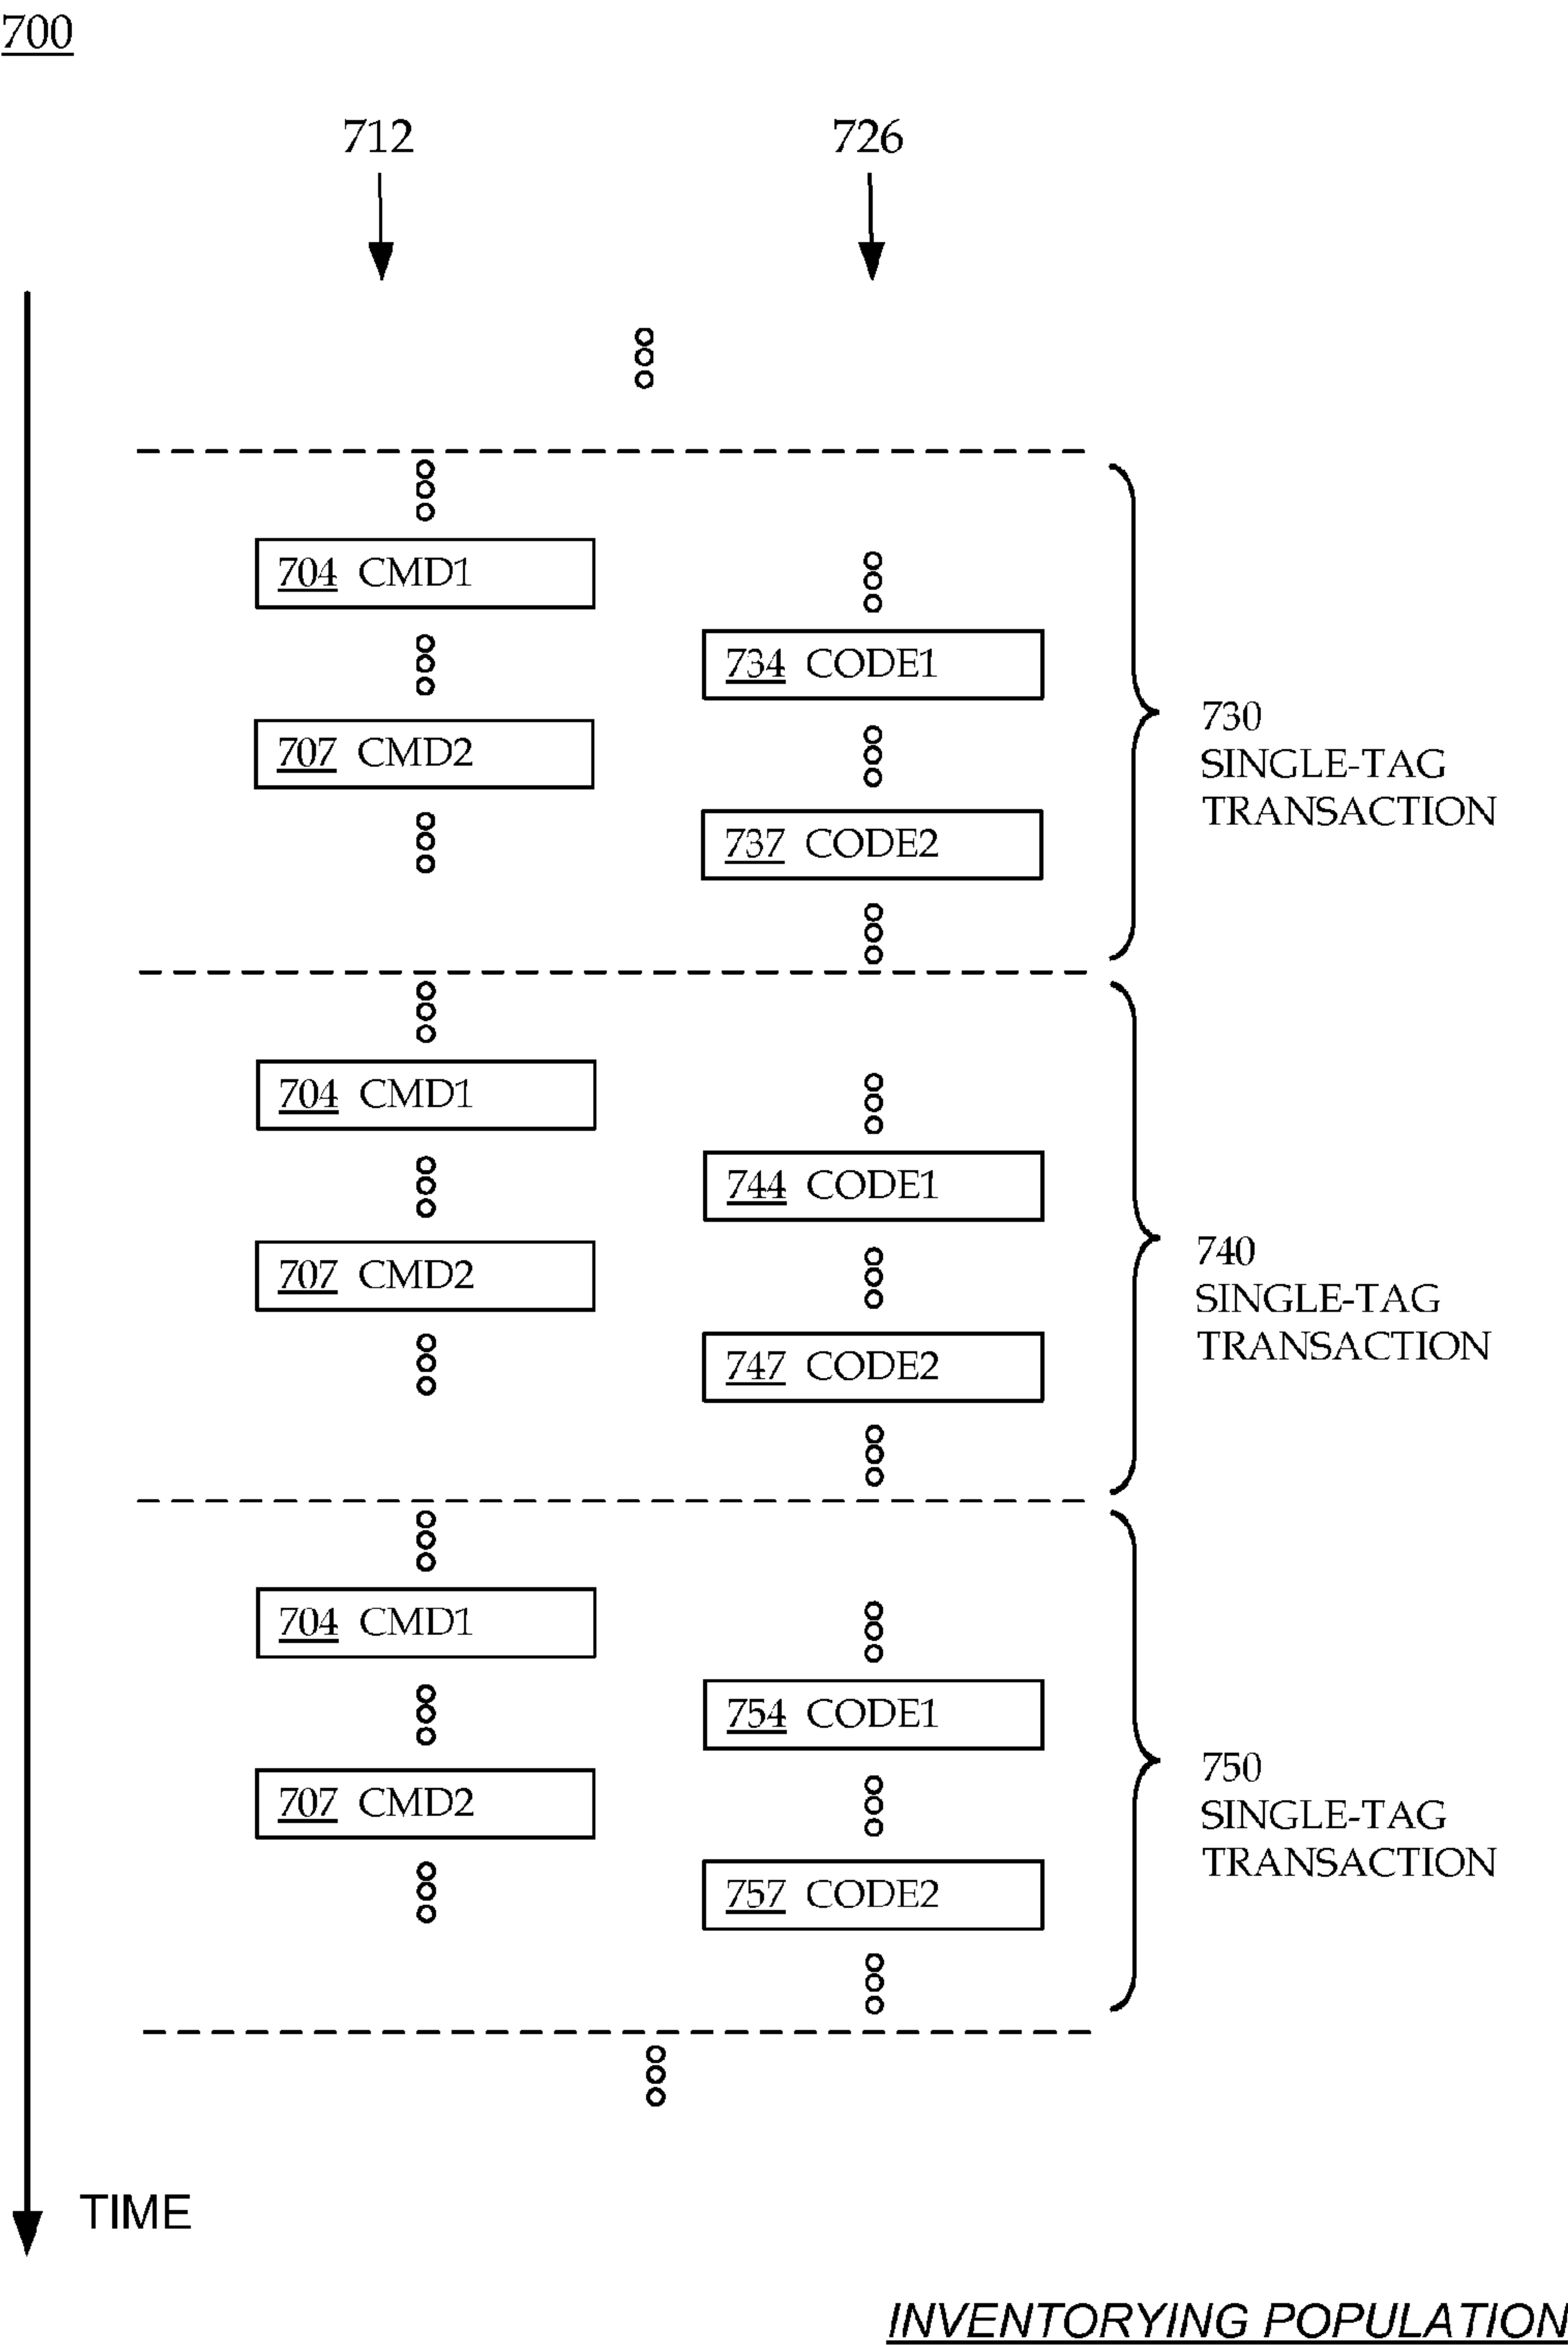 700
712 726
704 CMD1
734 CODE1
730
707 CMD2
SINGLE-TAG
TRANSACTION
737 CODE2
704 CMD1
744 CODE1
740
707 CMD2
SINGLE-TAG
TRANSACTION
747 CODE2
704 CMD1
754 CODE1
750
707 CMD2
SINGLE-TAG
TRANSACTION
757 CODE2
TIME
INVENTORYING POPULATION